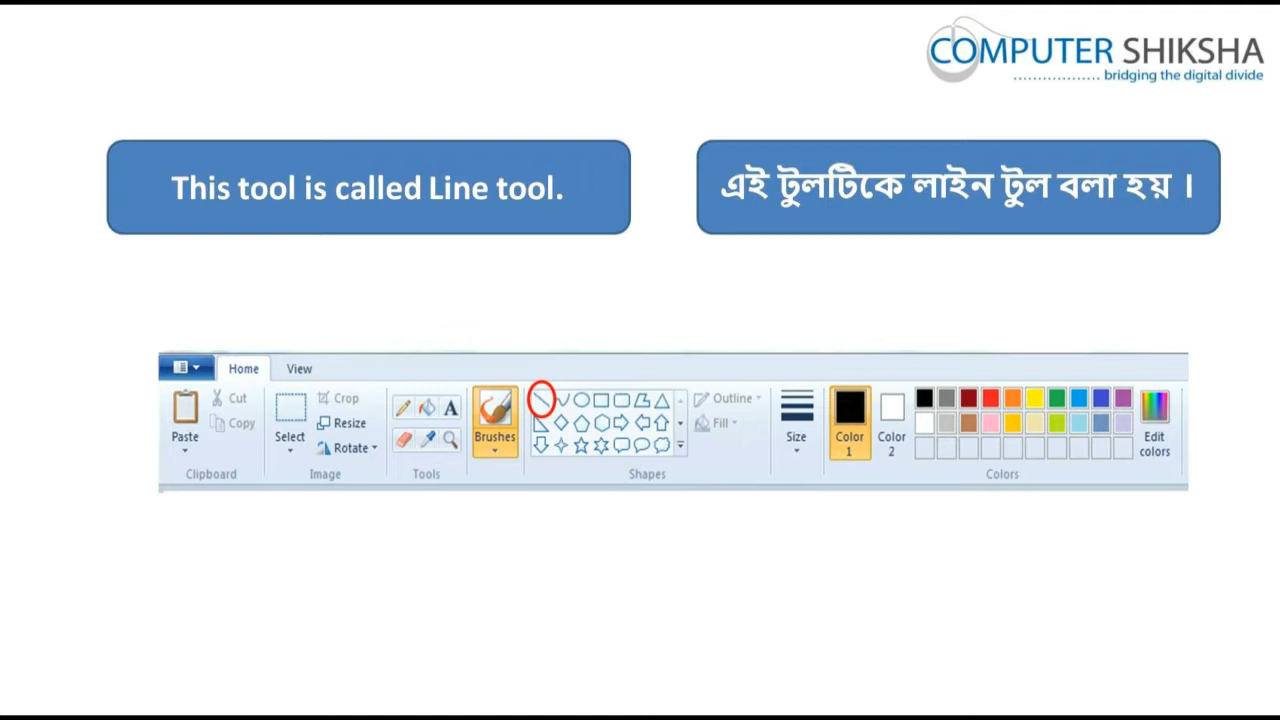 COMPUTER SHIKSHA
bridging the digital divide
This tool is called Line tool.
এই টুলটিকে লাইন টুল বলা হয় ।
Home View
Cut Crop Outline
Copy Resize Fill
Paste Select Rotate Brushes Size Color 1 Color 2 Edit colors
Clipboard Image Tools Shapes Colors